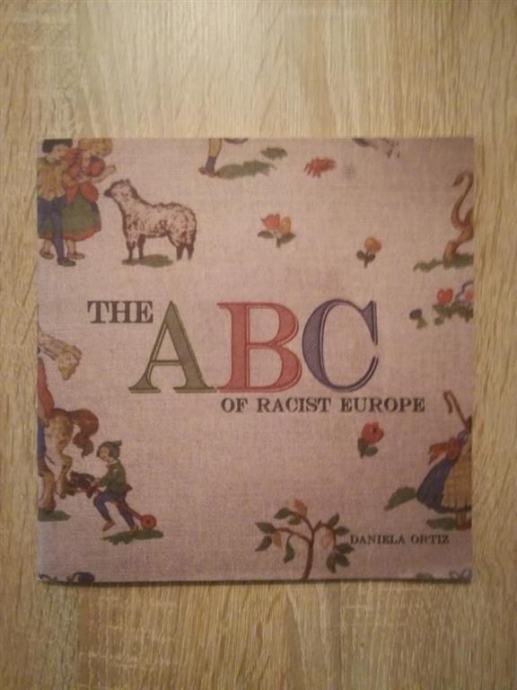 THE ABC
OF RACIST EUROPE
DANIELA ORTIZ